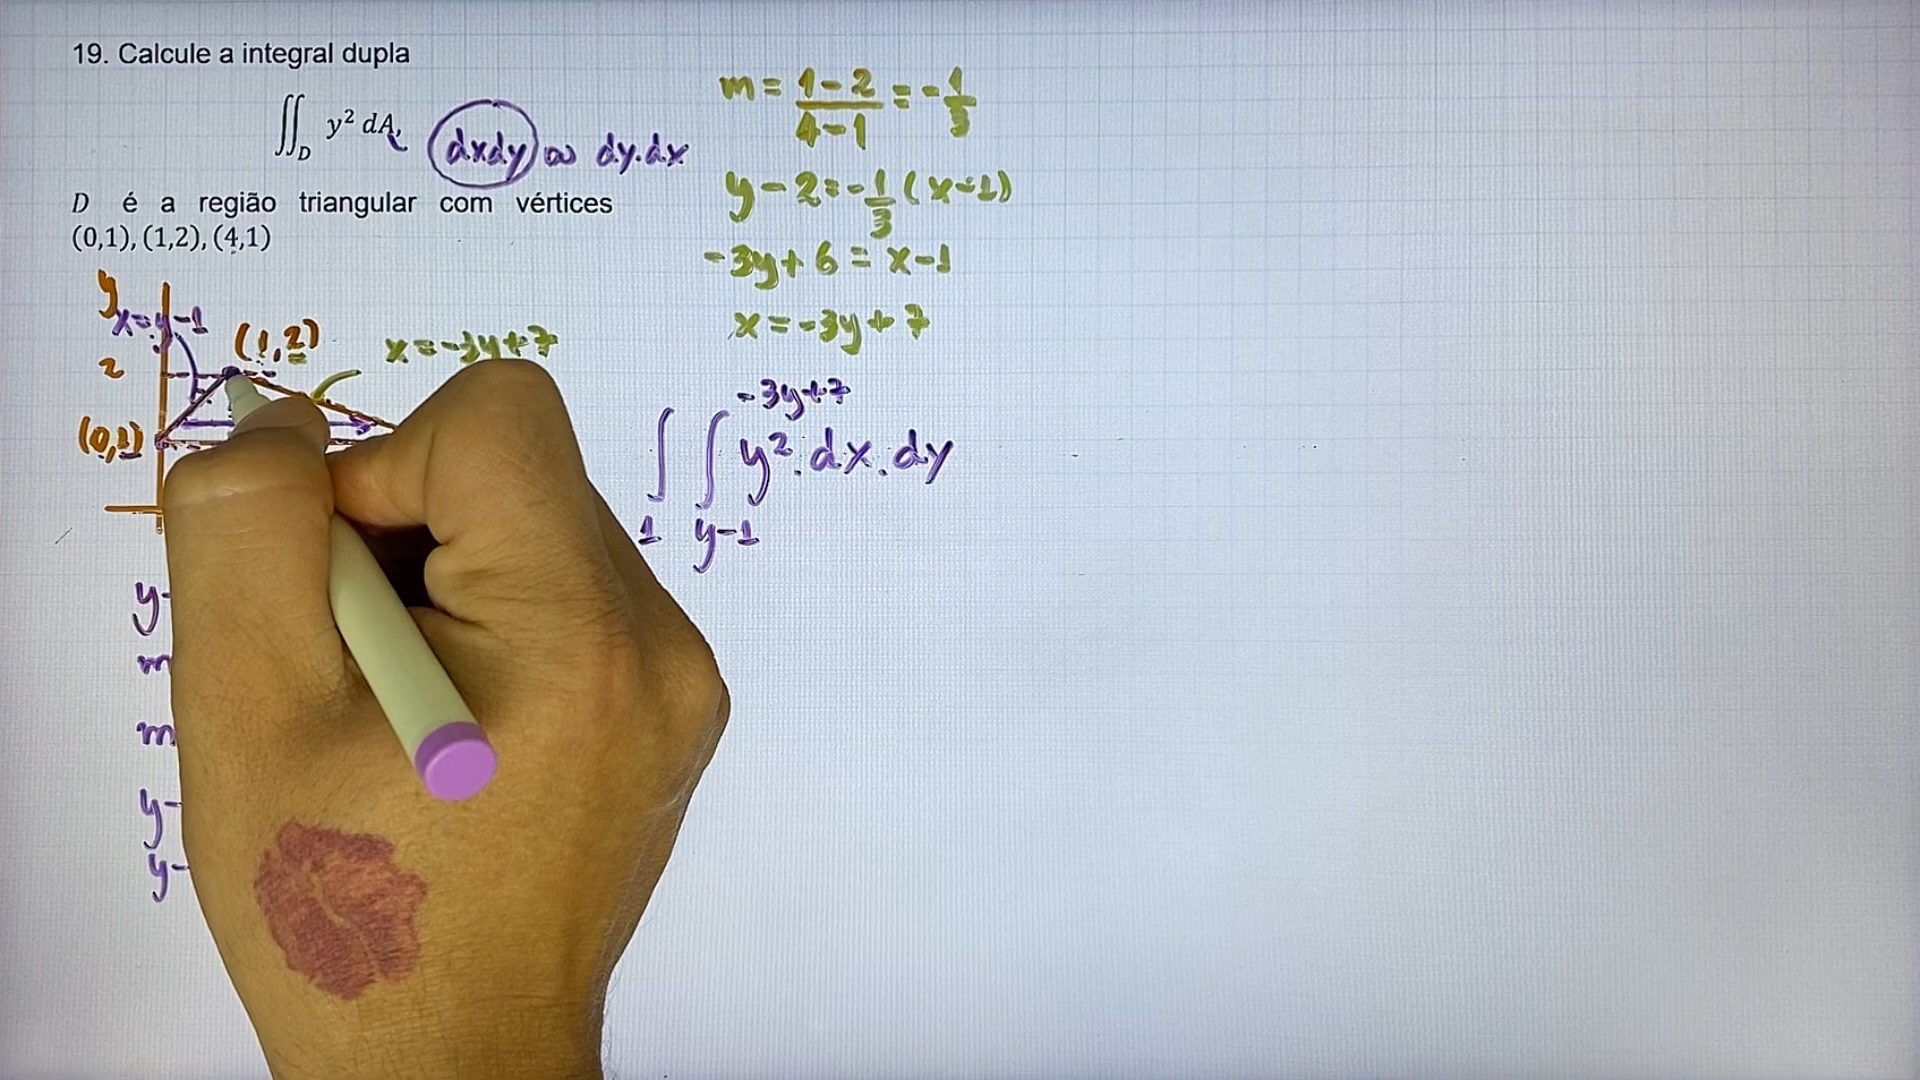 19. Calcule a integral dupla
∬_D y² dA,
dxdy ou dy.dx
D é a região triangular com vértices
(0,1), (1,2), (4,1)
y
x=y-1
(1,2)
x=-3y+7
2
(0,1)
y-
m
m
y-
y-
m = (1-2)/(4-1) = -1/3
y-2=-1/3(x-1)
-3y+6=x-1
x=-3y+7
-3y+7
∫ ∫ y².dx.dy
1 y-1